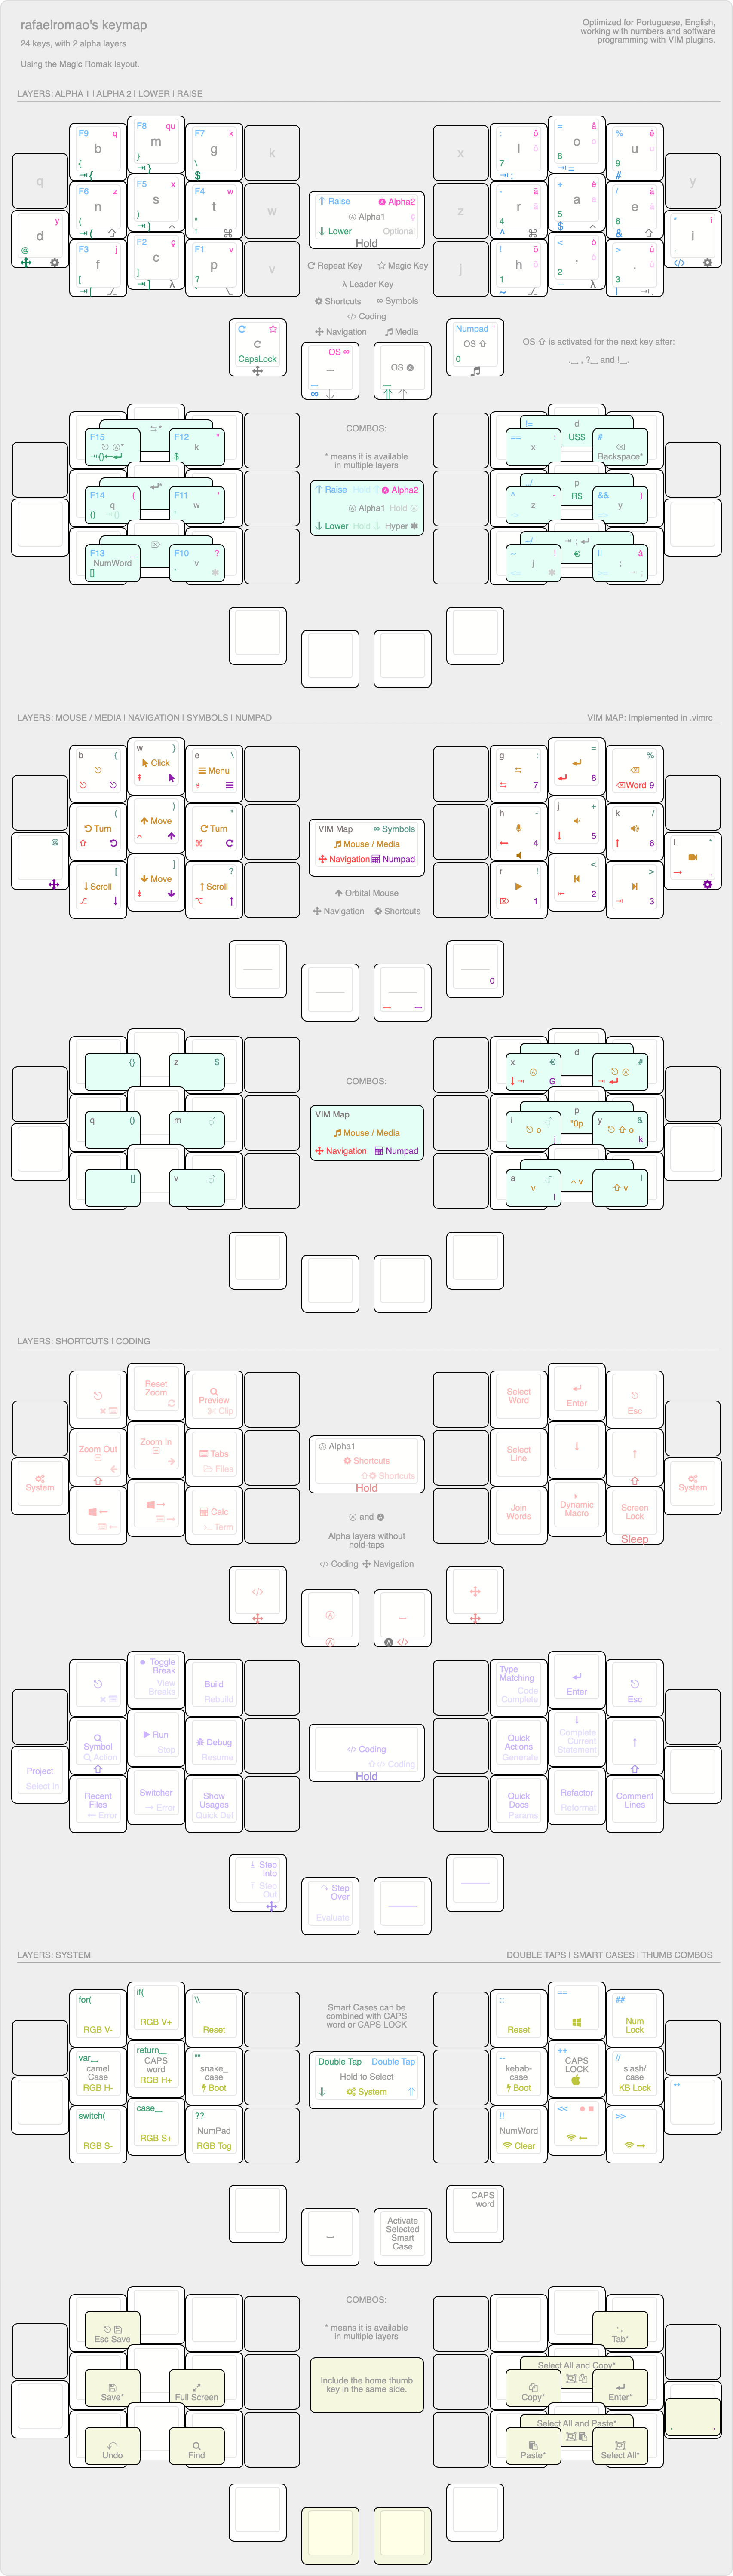 rafaelromao's keymap
24 keys, with 2 alpha layers
Using the Magic Romak layout.
Optimized for Portuguese, English,
working with numbers and software
programming with VIM plugins.
LAYERS: ALPHA 1 | ALPHA 2 | LOWER | RAISE
F9 q
b
{
F8 qu
m
)
F7 k
g
\
$
k
x
: ô
l
7
= â
o
8
% ê
u
9
#
q
y
F6 z
n
(
F5 x
s
)
F4 w
t
w
z
- ã
r
4
^
+ é
a
5
$
/ á
e
6
&
y
d
@
* i
i
.
</>
F3 j
f
[
F2 ç
c
]
λ
F1 v
p
?
v
j
! õ
h
1
~
< ó
,
2
λ
> ú
.
3
Raise Alpha2
Alpha1 ç
Lower Optional
Hold
Repeat Key Magic Key
λ Leader Key
Shortcuts ∞ Symbols
</> Coding
Navigation Media
CapsLock
OS ∞
∞
OS
Numpad '
OS
0
OS ⇧ is activated for the next key after:
.__ , ?__ and !__.
COMBOS:
* means it is available
in multiple layers
Raise Hold Alpha2
Alpha1 Hold
Lower Hold Hyper
F15
F12
k
$
F14 (
q
()
F11 '
w
F13 _
NumWord
[]
F10 ?
v
!= d
US$
== :
x
#
Backspace*
p
R$
^ -
z
&& )
y
€
!
j
|| à
;
LAYERS: MOUSE / MEDIA | NAVIGATION | SYMBOLS | NUMPAD
VIM MAP: Implemented in .vimrc
b {
w }
Click
e \
Menu
g :
7
=
8
%
Word 9
(
Turn
)
Move
Turn
h -
4
j +
5
k /
6
@
l *
.
[
Scroll
]
Move
?
Scroll
r !
1
<
2
>
3
VIM Map ∞ Symbols
Mouse / Media
Navigation Numpad
Orbital Mouse
Navigation Shortcuts
0
{}
z $
q ()
m
[]
v
COMBOS:
VIM Map
Mouse / Media
Navigation Numpad
d
x €
G
#
p
"0p
i
o
j
y &
o
k
a
v
l
v
|
v
LAYERS: SHORTCUTS | CODING
Reset
Zoom
Preview
Clip
Select
Word
Enter
Esc
Zoom Out
Zoom In
Tabs
Files
Select
Line
System
System
Calc
Term
Join
Words
Dynamic
Macro
Screen
Lock
Sleep
Alpha1
Shortcuts
Shortcuts
Hold
and
Alpha layers without
hold-taps
</> Coding Navigation
</>
</>
Toggle
Break
View
Breaks
Build
Rebuild
Type
Matching
Code
Complete
Enter
Esc
Symbol
Action
Run
Stop
Debug
Resume
Quick
Actions
Generate
Complete
Current
Statement
Project
Select In
Recent
Files
Error
Switcher
Error
Show
Usages
Quick Def
Quick
Docs
Params
Refactor
Reformat
Comment
Lines
</> Coding
</> Coding
Hold
Step
Into
Step
Out
Step
Over
Evaluate
LAYERS: SYSTEM
DOUBLE TAPS | SMART CASES | THUMB COMBOS
for(
RGB V-
if(
RGB V+
\\
Reset
::
Reset
==
##
Num
Lock
var__
camel
Case
RGB H-
return__
CAPS
word
RGB H+
snake_
case
Boot
--
kebab-
case
Boot
++
CAPS
LOCK
//
slash/
case
KB Lock
**
switch(
RGB S-
case__
RGB S+
??
NumPad
RGB Tog
!!
NumWord
Clear
<<
>>
Smart Cases can be
combined with CAPS
word or CAPS LOCK
Double Tap Double Tap
Hold to Select
System
Activate
Selected
Smart
Case
CAPS
word
COMBOS:
* means it is available
in multiple layers
Include the home thumb
key in the same side.
Esc Save
Save*
Full Screen
Undo
Find
Tab*
Select All and Copy*
Copy*
Enter*
Select All and Paste*
Paste*
Select All*